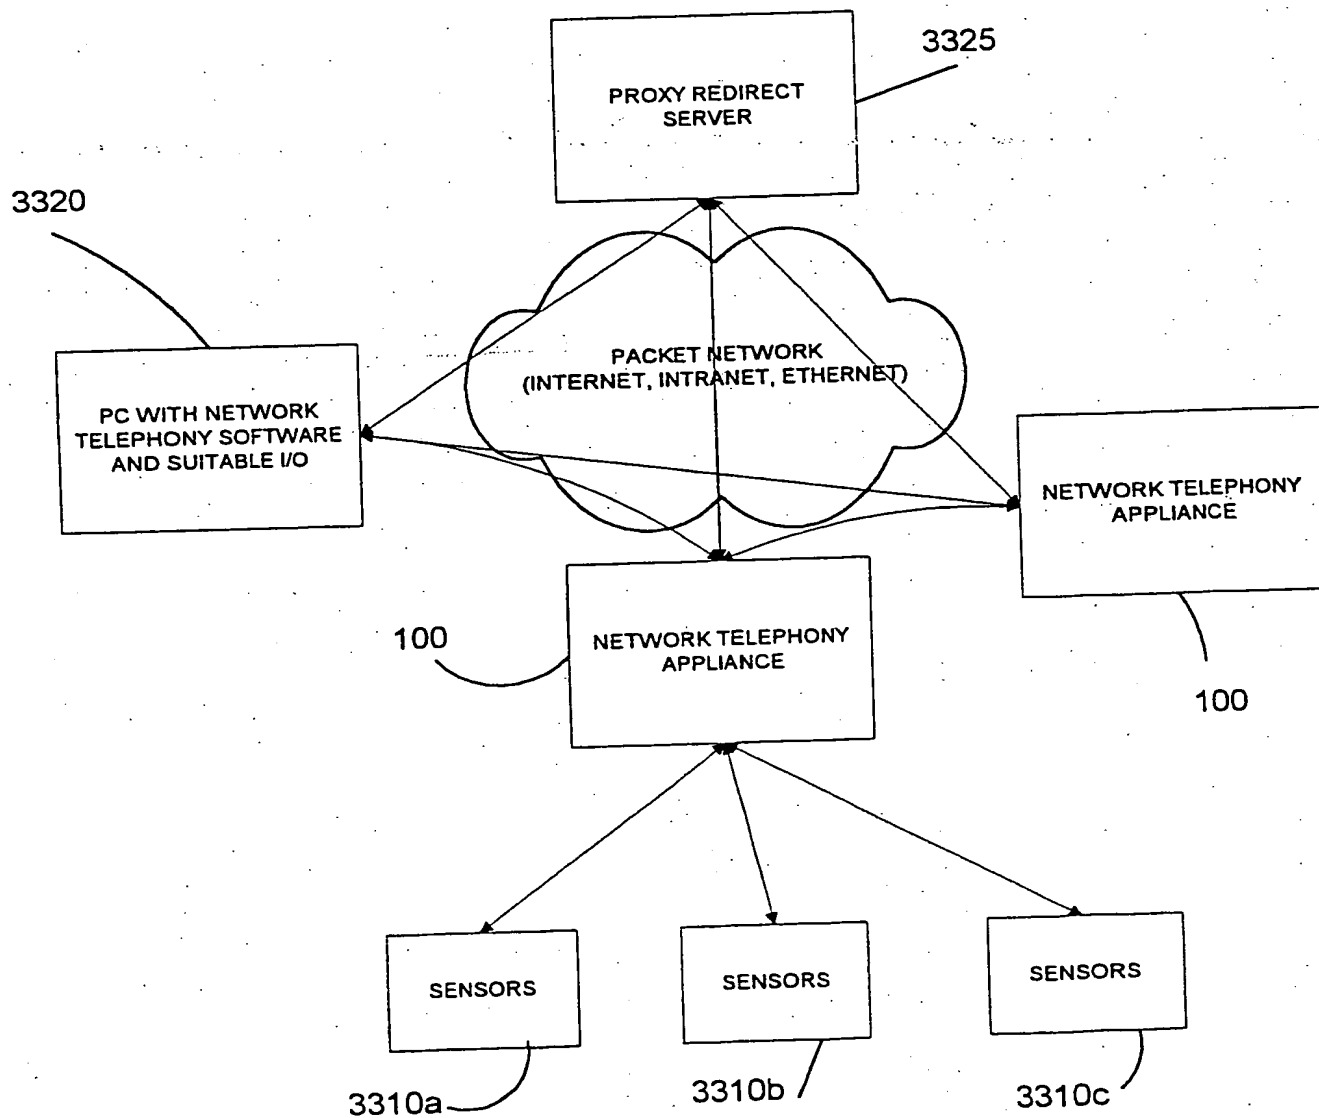 3325
PROXY REDIRECT
SERVER
3320
PACKET NETWORK
(INTERNET, INTRANET, ETHERNET)
PC WITH NETWORK
TELEPHONY SOFTWARE
AND SUITABLE I/O
NETWORK TELEPHONY
APPLIANCE
100
NETWORK TELEPHONY
APPLIANCE
100
SENSORS
SENSORS
SENSORS
3310a
3310b
3310c